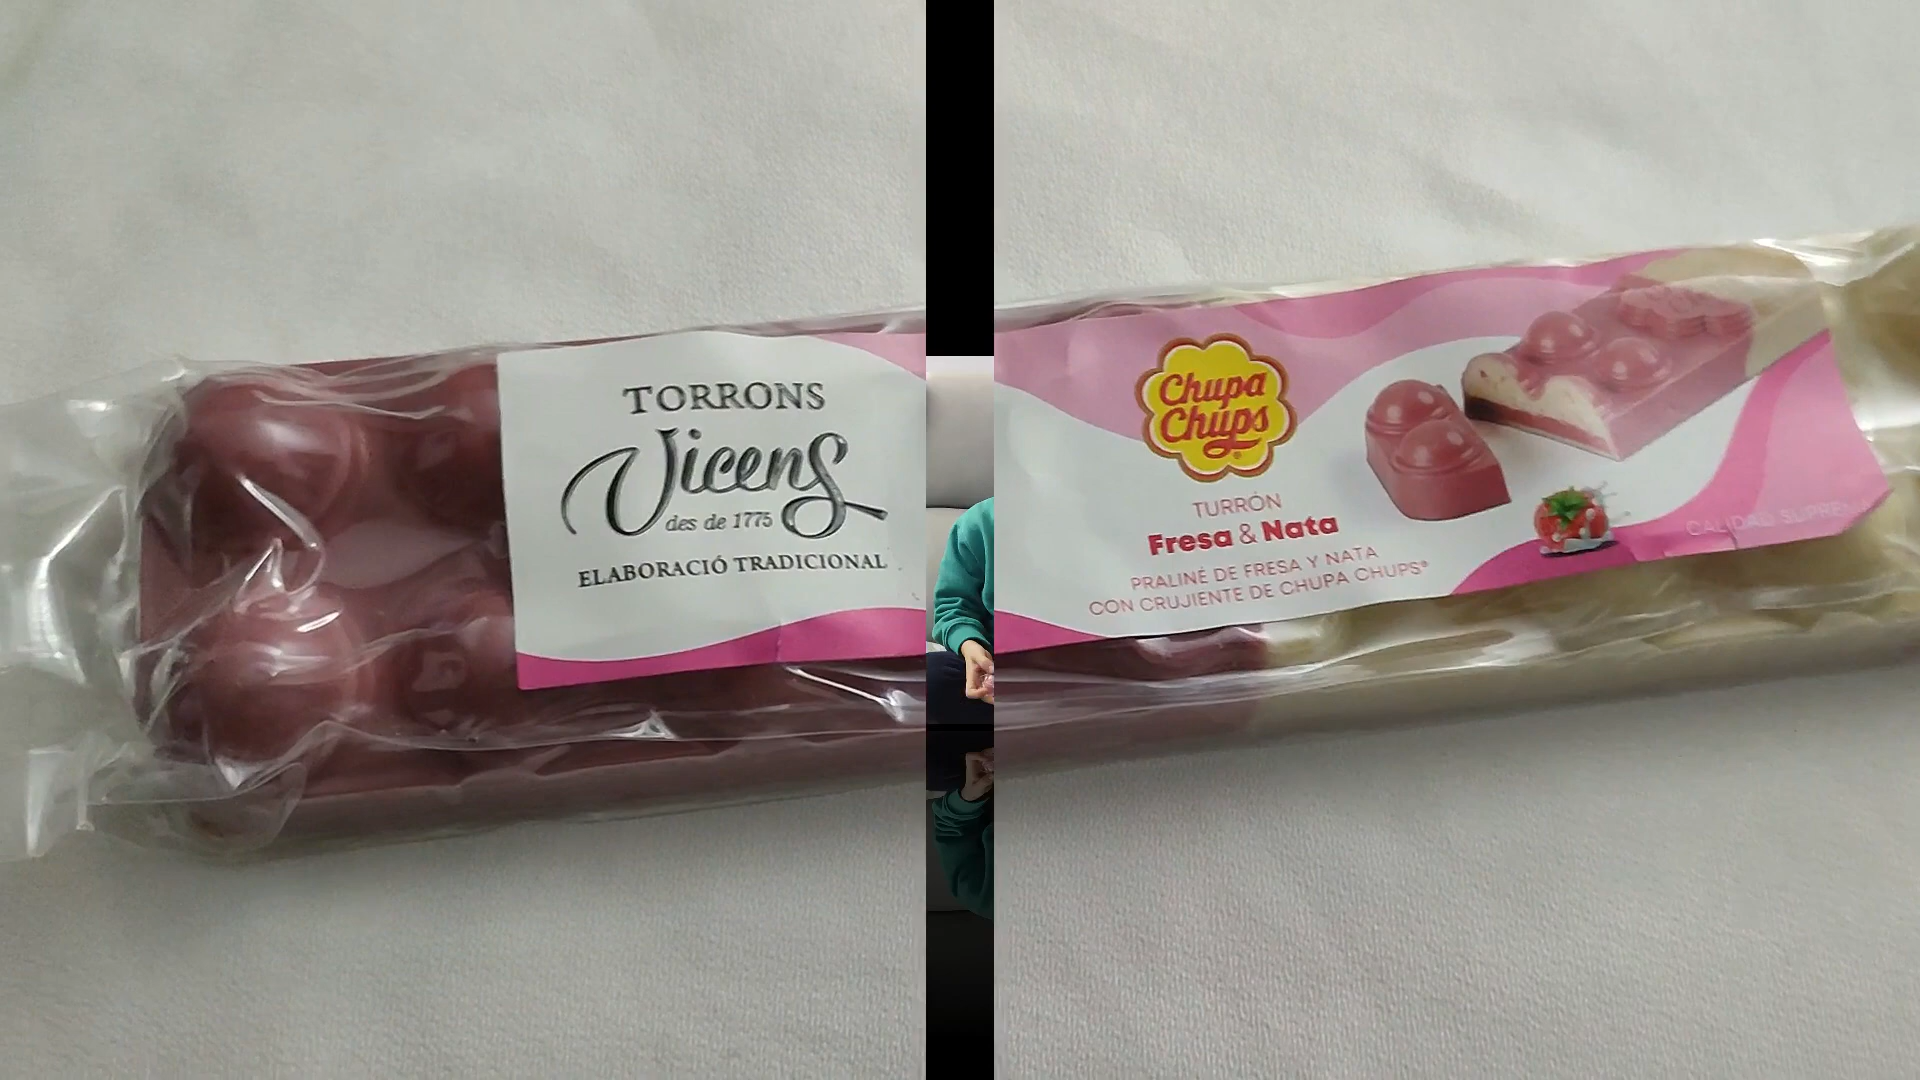 TORRONS
Vicens
des de 1775
ELABORACIÓ TRADICIONAL
Chupa
Chups
®
TURRÓN
Fresa & Nata
PRALINÉ DE FRESA Y NATA
CON CRUJIENTE DE CHUPA CHUPS®
CALIDAD